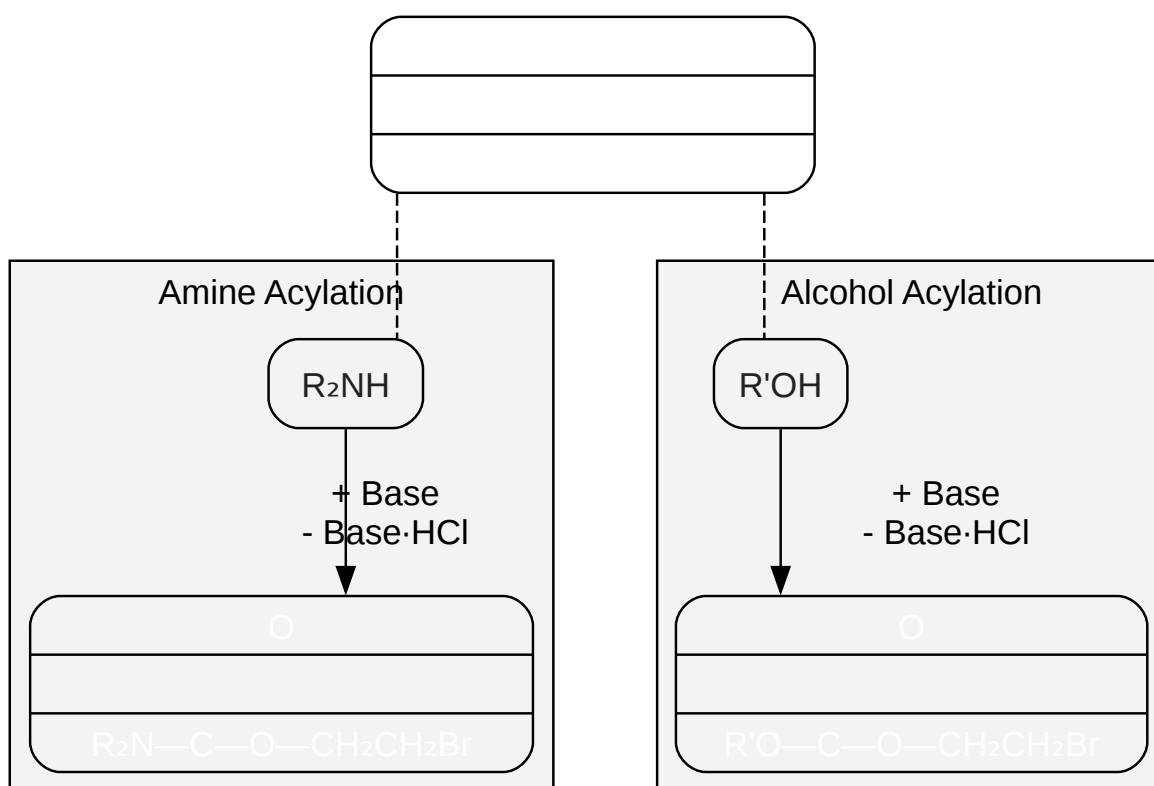 Amine Acylation
Alcohol Acylation
R₂NH
R'OH
+ Base
- Base·HCl
+ Base
- Base·HCl
O
R₂N—C—O—CH₂CH₂Br
O
R'O—C—O—CH₂CH₂Br